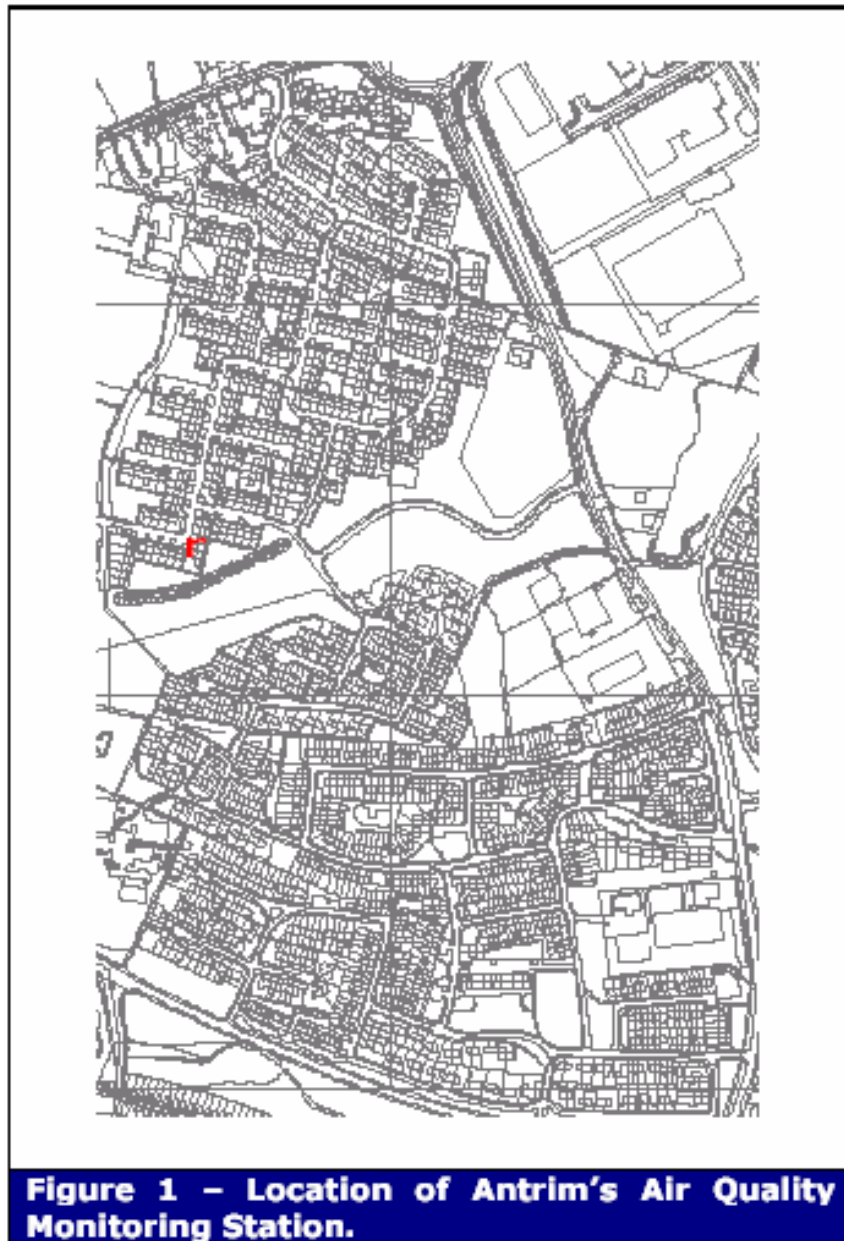 Figure 1 – Location of Antrim's Air Quality
Monitoring Station.